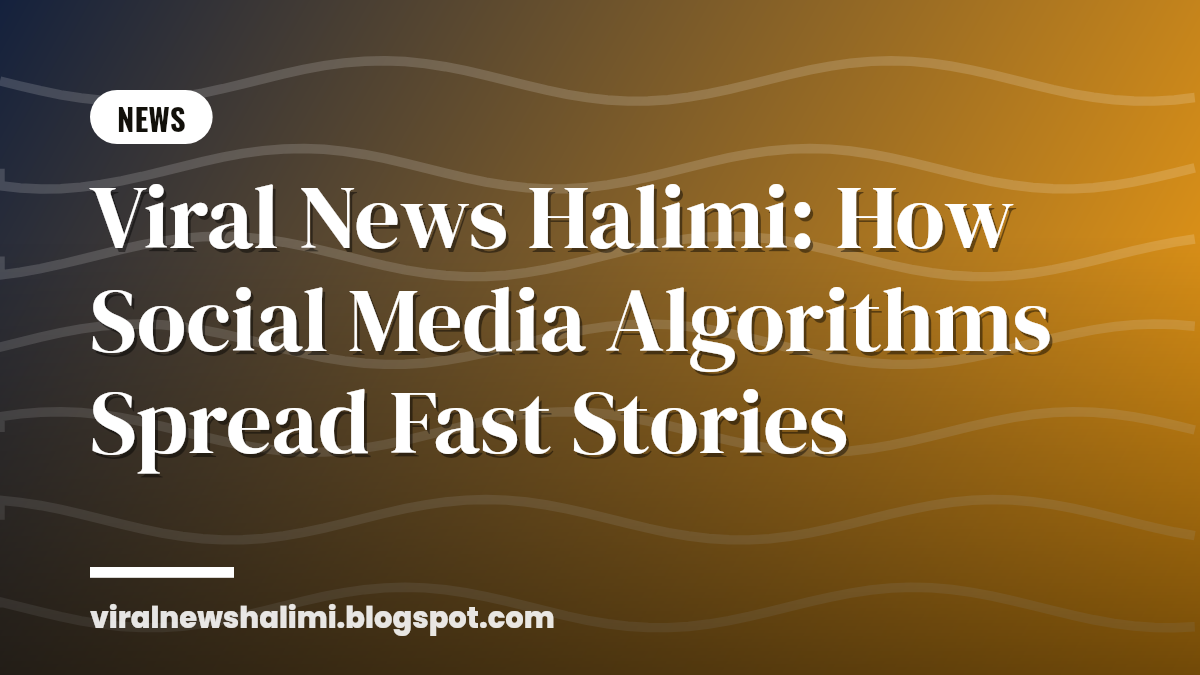 NEWS
Viral News Halimi: How
Social Media Algorithms
Spread Fast Stories
viralnewshalimi.blogspot.com